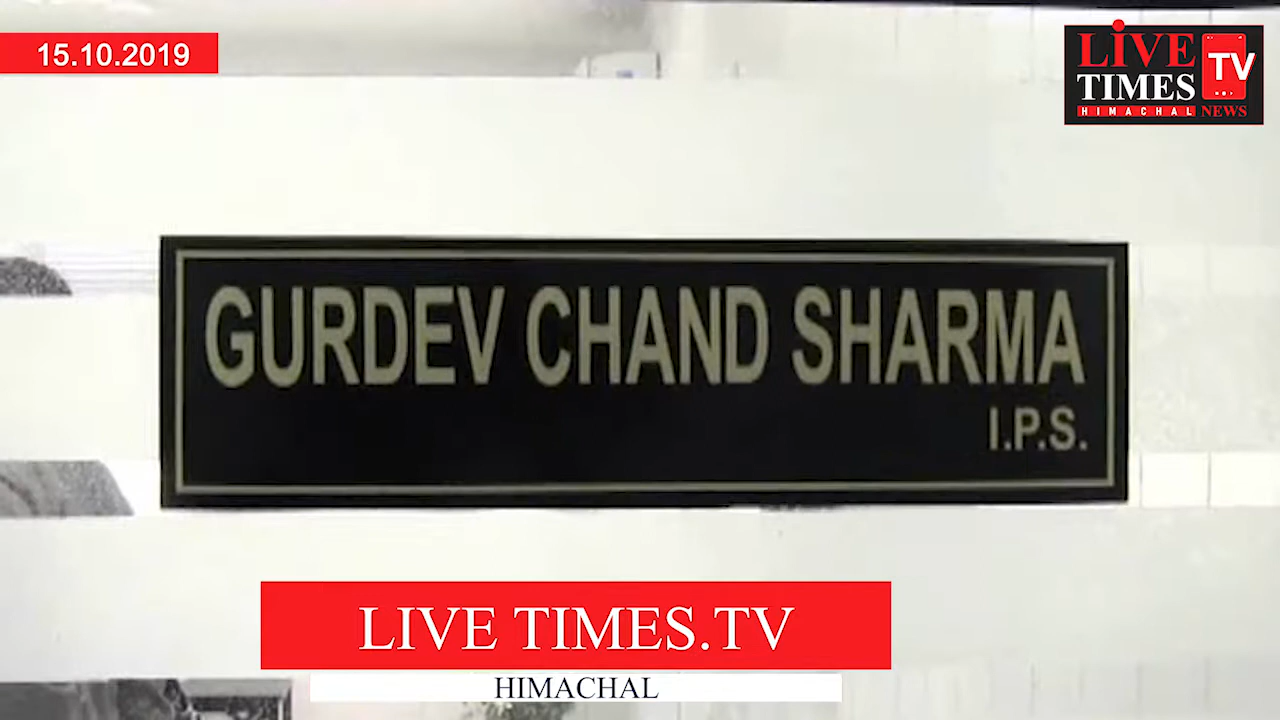 15.10.2019
LiVE
TIMES
TV
HIMACHAL NEWS
GURDEV CHAND SHARMA
I.P.S.
LIVE TIMES.TV
HIMACHAL